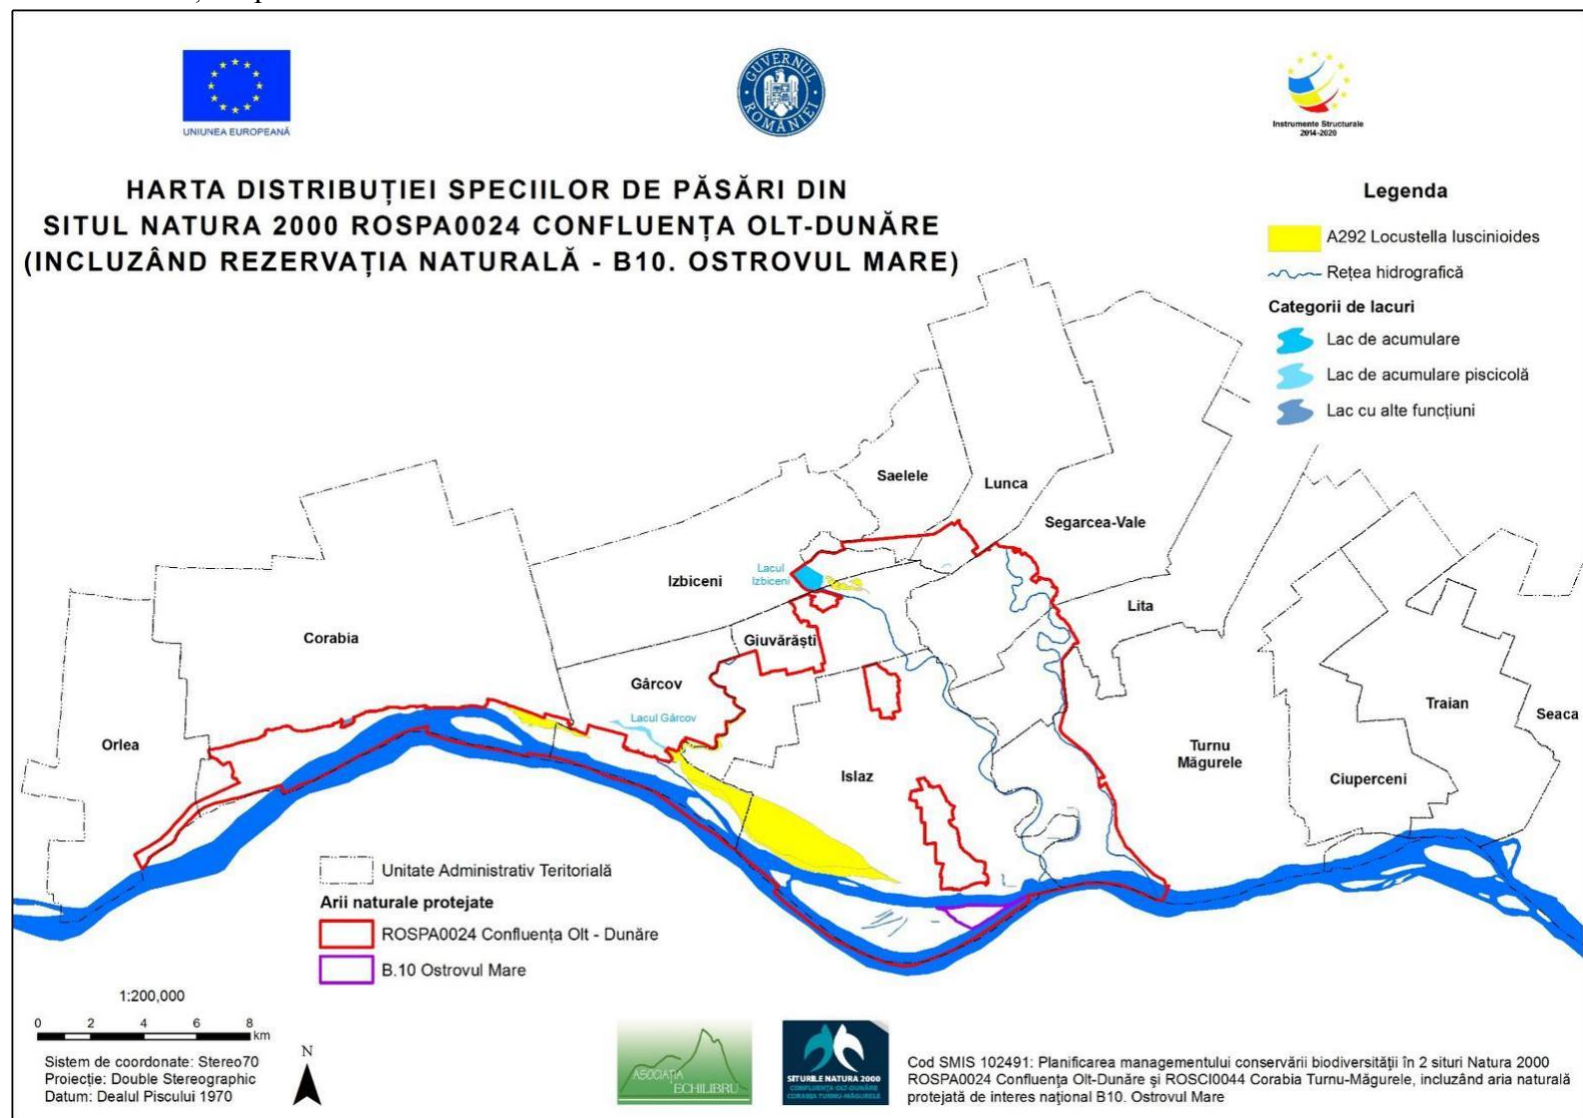 UNIUNEA EUROPEANĂ
GUVERNUL ROMÂNIEI
Instrumente Structurale
2014-2020
HARTA DISTRIBUȚIEI SPECIILOR DE PĂSĂRI DIN
SITUL NATURA 2000 ROSPA0024 CONFLUENȚA OLT-DUNĂRE
(INCLUZÂND REZERVAȚIA NATURALĂ - B10. OSTROVUL MARE)
Legenda
A292 Locustella luscinioides
Rețea hidrografică
Categorii de lacuri
Lac de acumulare
Lac de acumulare piscicolă
Lac cu alte funcțiuni
Saelele
Lunca
Segarcea-Vale
Izbiceni
Lacul
Izbiceni
Lita
Corabia
Giuvărăști
Gârcov
Lacul Gârcov
Orlea
Islaz
Turnu
Măgurele
Traian
Seaca
Ciuperceni
Unitate Administrativ Teritorială
Arii naturale protejate
ROSPA0024 Confluența Olt - Dunăre
B.10 Ostrovul Mare
1:200,000
0 2 4 6 8
km
Sistem de coordonate: Stereo70
Proiecție: Double Stereographic
Datum: Dealul Piscului 1970
N
ASOCIAȚIA
ECHILIBRU
SITURILE NATURA 2000
CONFLUENȚA OLT-DUNĂRE
CORABIA TURNU-MĂGURELE
Cod SMIS 102491: Planificarea managementului conservării biodiversității în 2 situri Natura 2000
ROSPA0024 Confluența Olt-Dunăre și ROSCI0044 Corabia Turnu-Măgurele, incluzând aria naturală
protejată de interes național B10. Ostrovul Mare